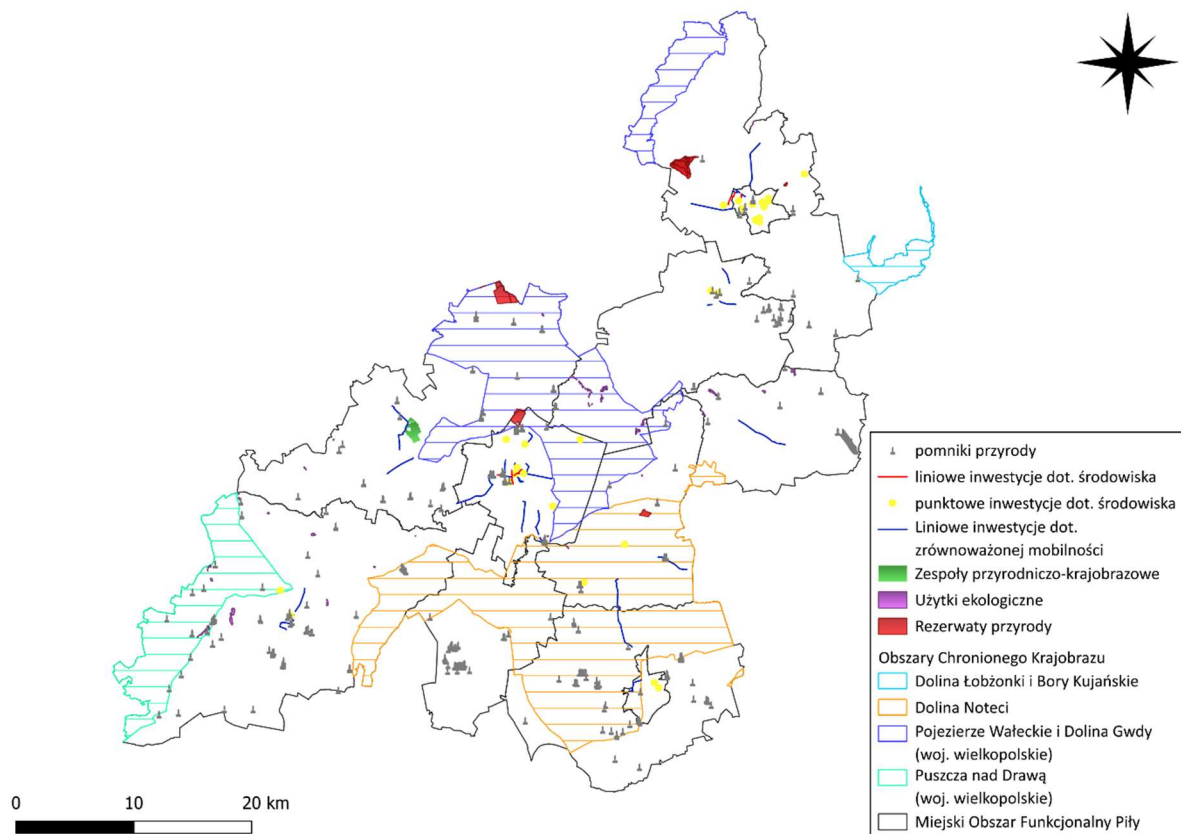 pomniki przyrody
liniowe inwestycje dot. środowiska
punktowe inwestycje dot. środowiska
Liniowe inwestycje dot.
zrównoważonej mobilności
Zespoły przyrodniczo-krajobrazowe
Użytki ekologiczne
Rezerwaty przyrody
Obszary Chronionego Krajobrazu
Dolina Łobżonki i Bory Kujańskie
Dolina Noteci
Pojezierze Wałeckie i Dolina Gwdy
(woj. wielkopolskie)
Puszcza nad Drawą
(woj. wielkopolskie)
Miejski Obszar Funkcjonalny Piły
0 10 20 km